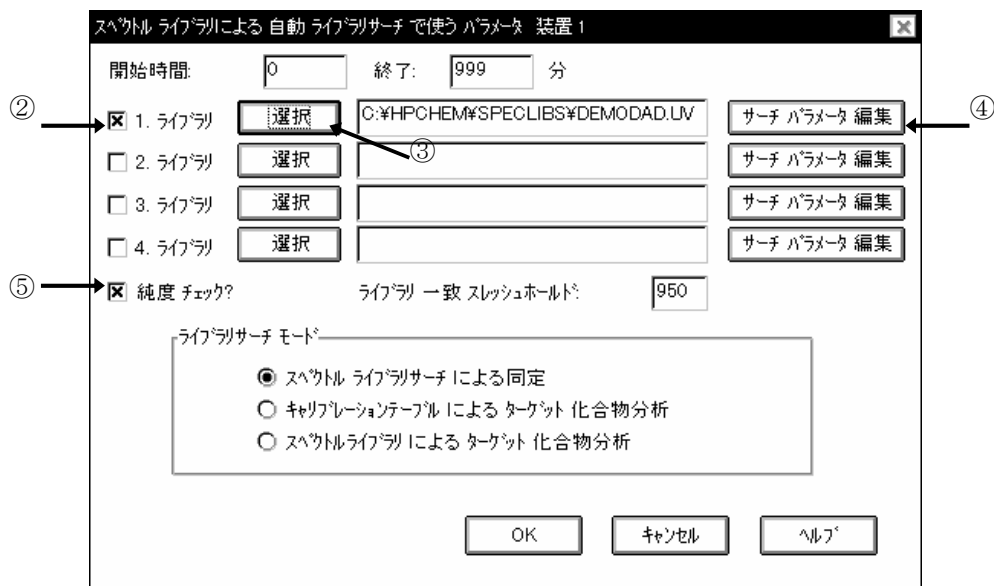 スペクトル ライブラリによる 自動 ライブラリサーチ で使う パラメータ 装置 1
開始時間: 0 終了: 999 分
② 1. ライブラリ 選択 C:¥HPCHEM¥SPECLIBS¥DEMODAD.UV サーチ パラメータ 編集 ④
③
2. ライブラリ 選択 サーチ パラメータ 編集
3. ライブラリ 選択 サーチ パラメータ 編集
4. ライブラリ 選択 サーチ パラメータ 編集
⑤ 純度 チェック? ライブラリ 一致 スレッシュホールド: 950
ライブラリサーチ モード
スペクトル ライブラリサーチ による同定
キャリブレーションテーブル による ターゲット 化合物分析
スペクトルライブラリ による ターゲット 化合物分析
OK キャンセル ヘルプ